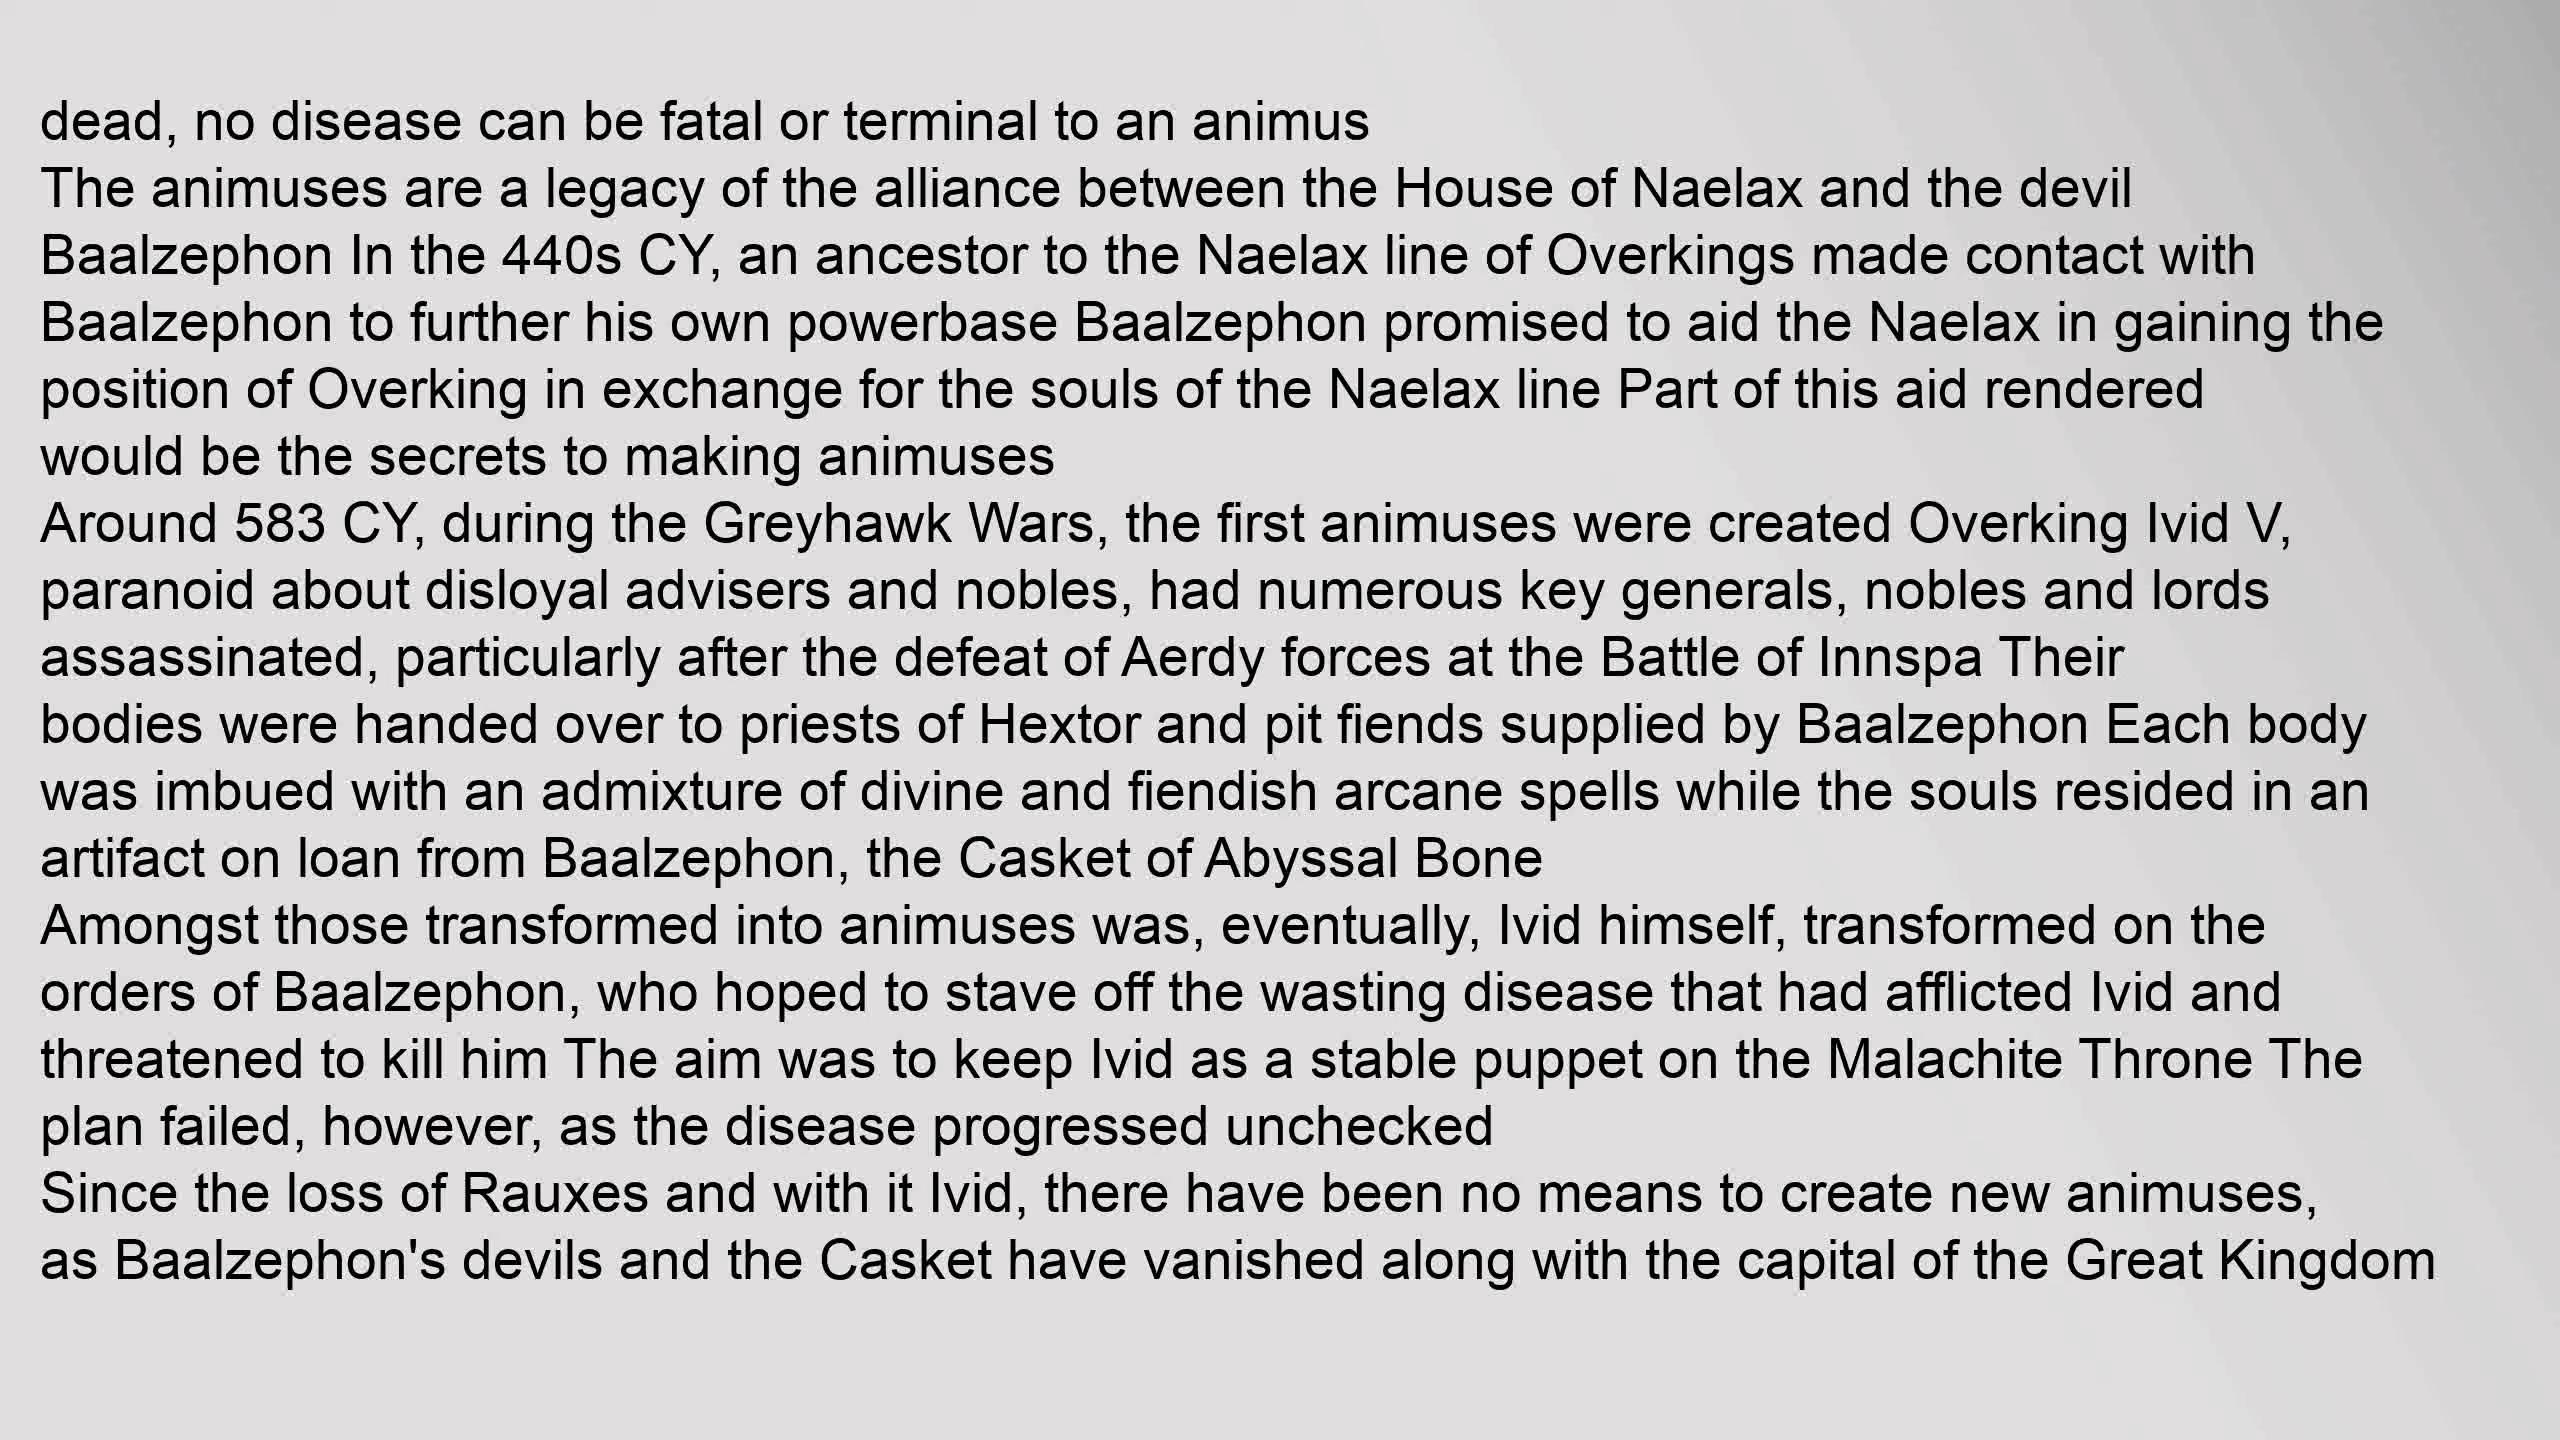 dead, no disease can be fatal or terminal to an animus
The animuses are a legacy of the alliance between the House of Naelax and the devil
Baalzephon In the 440s CY, an ancestor to the Naelax line of Overkings made contact with
Baalzephon to further his own powerbase Baalzephon promised to aid the Naelax in gaining the
position of Overking in exchange for the souls of the Naelax line Part of this aid rendered
would be the secrets to making animuses
Around 583 CY, during the Greyhawk Wars, the first animuses were created Overking Ivid V,
paranoid about disloyal advisers and nobles, had numerous key generals, nobles and lords
assassinated, particularly after the defeat of Aerdy forces at the Battle of Innspa Their
bodies were handed over to priests of Hextor and pit fiends supplied by Baalzephon Each body
was imbued with an admixture of divine and fiendish arcane spells while the souls resided in an
artifact on loan from Baalzephon, the Casket of Abyssal Bone
Amongst those transformed into animuses was, eventually, Ivid himself, transformed on the
orders of Baalzephon, who hoped to stave off the wasting disease that had afflicted Ivid and
threatened to kill him The aim was to keep Ivid as a stable puppet on the Malachite Throne The
plan failed, however, as the disease progressed unchecked
Since the loss of Rauxes and with it Ivid, there have been no means to create new animuses,
as Baalzephon's devils and the Casket have vanished along with the capital of the Great Kingdom